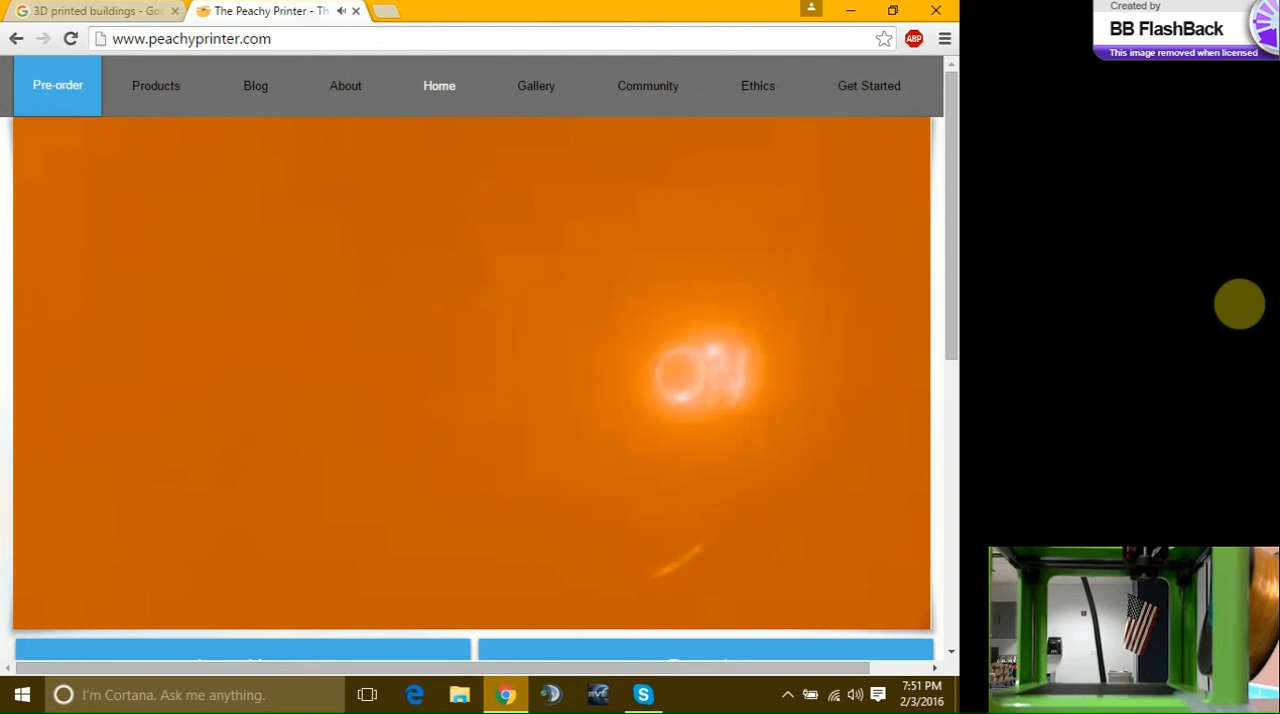 3D printed buildings - Goo
The Peachy Printer - Th
Created by
BB FlashBack
This image removed when licensed
www.peachyprinter.com
ABP
Pre-order
Products
Blog
About
Home
Gallery
Community
Ethics
Get Started
ON
I'm Cortana. Ask me anything.
EVE
7:51 PM
2/3/2016